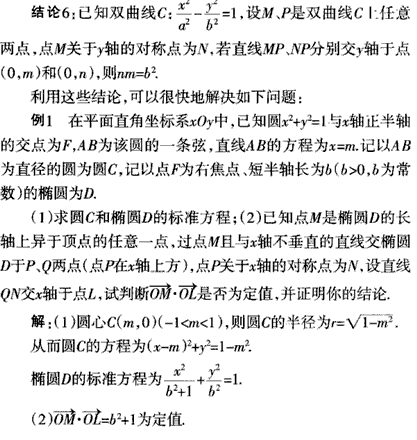 结论6:已知双曲线C:x²/a²-y²/b²=1,设M、P是双曲线C上任意
两点,点M关于y轴的对称点为N,若直线MP、NP分别交y轴于点
(0,m)和(0,n),则nm=b².
利用这些结论,可以很快地解决如下问题:
例1 在平面直角坐标系xOy中,已知圆x²+y²=1与x轴正半轴
的交点为F,AB为该圆的一条弦,直线AB的方程为x=m.记以AB
为直径的圆为圆C,记以点F为右焦点、短半轴长为b(b>0,b为常
数)的椭圆为D.
(1)求圆C和椭圆D的标准方程;(2)已知点M是椭圆D的长
轴上异于顶点的任意一点,过点M且与x轴不垂直的直线交椭圆
D于P、Q两点(点P在x轴上方),点P关于x轴的对称点为N,设直线
QN交x轴于点L,试判断\overrightarrow{OM}·\overrightarrow{OL}是否为定值,并证明你的结论.
解:(1)圆心C(m,0)(-1<m<1),则圆C的半径为r=√(1-m²).
从而圆C的方程为(x-m)²+y²=1-m².
椭圆D的标准方程为x²/(b²+1)+y²/b²=1.
(2)\overrightarrow{OM}·\overrightarrow{OL}=b²+1为定值.